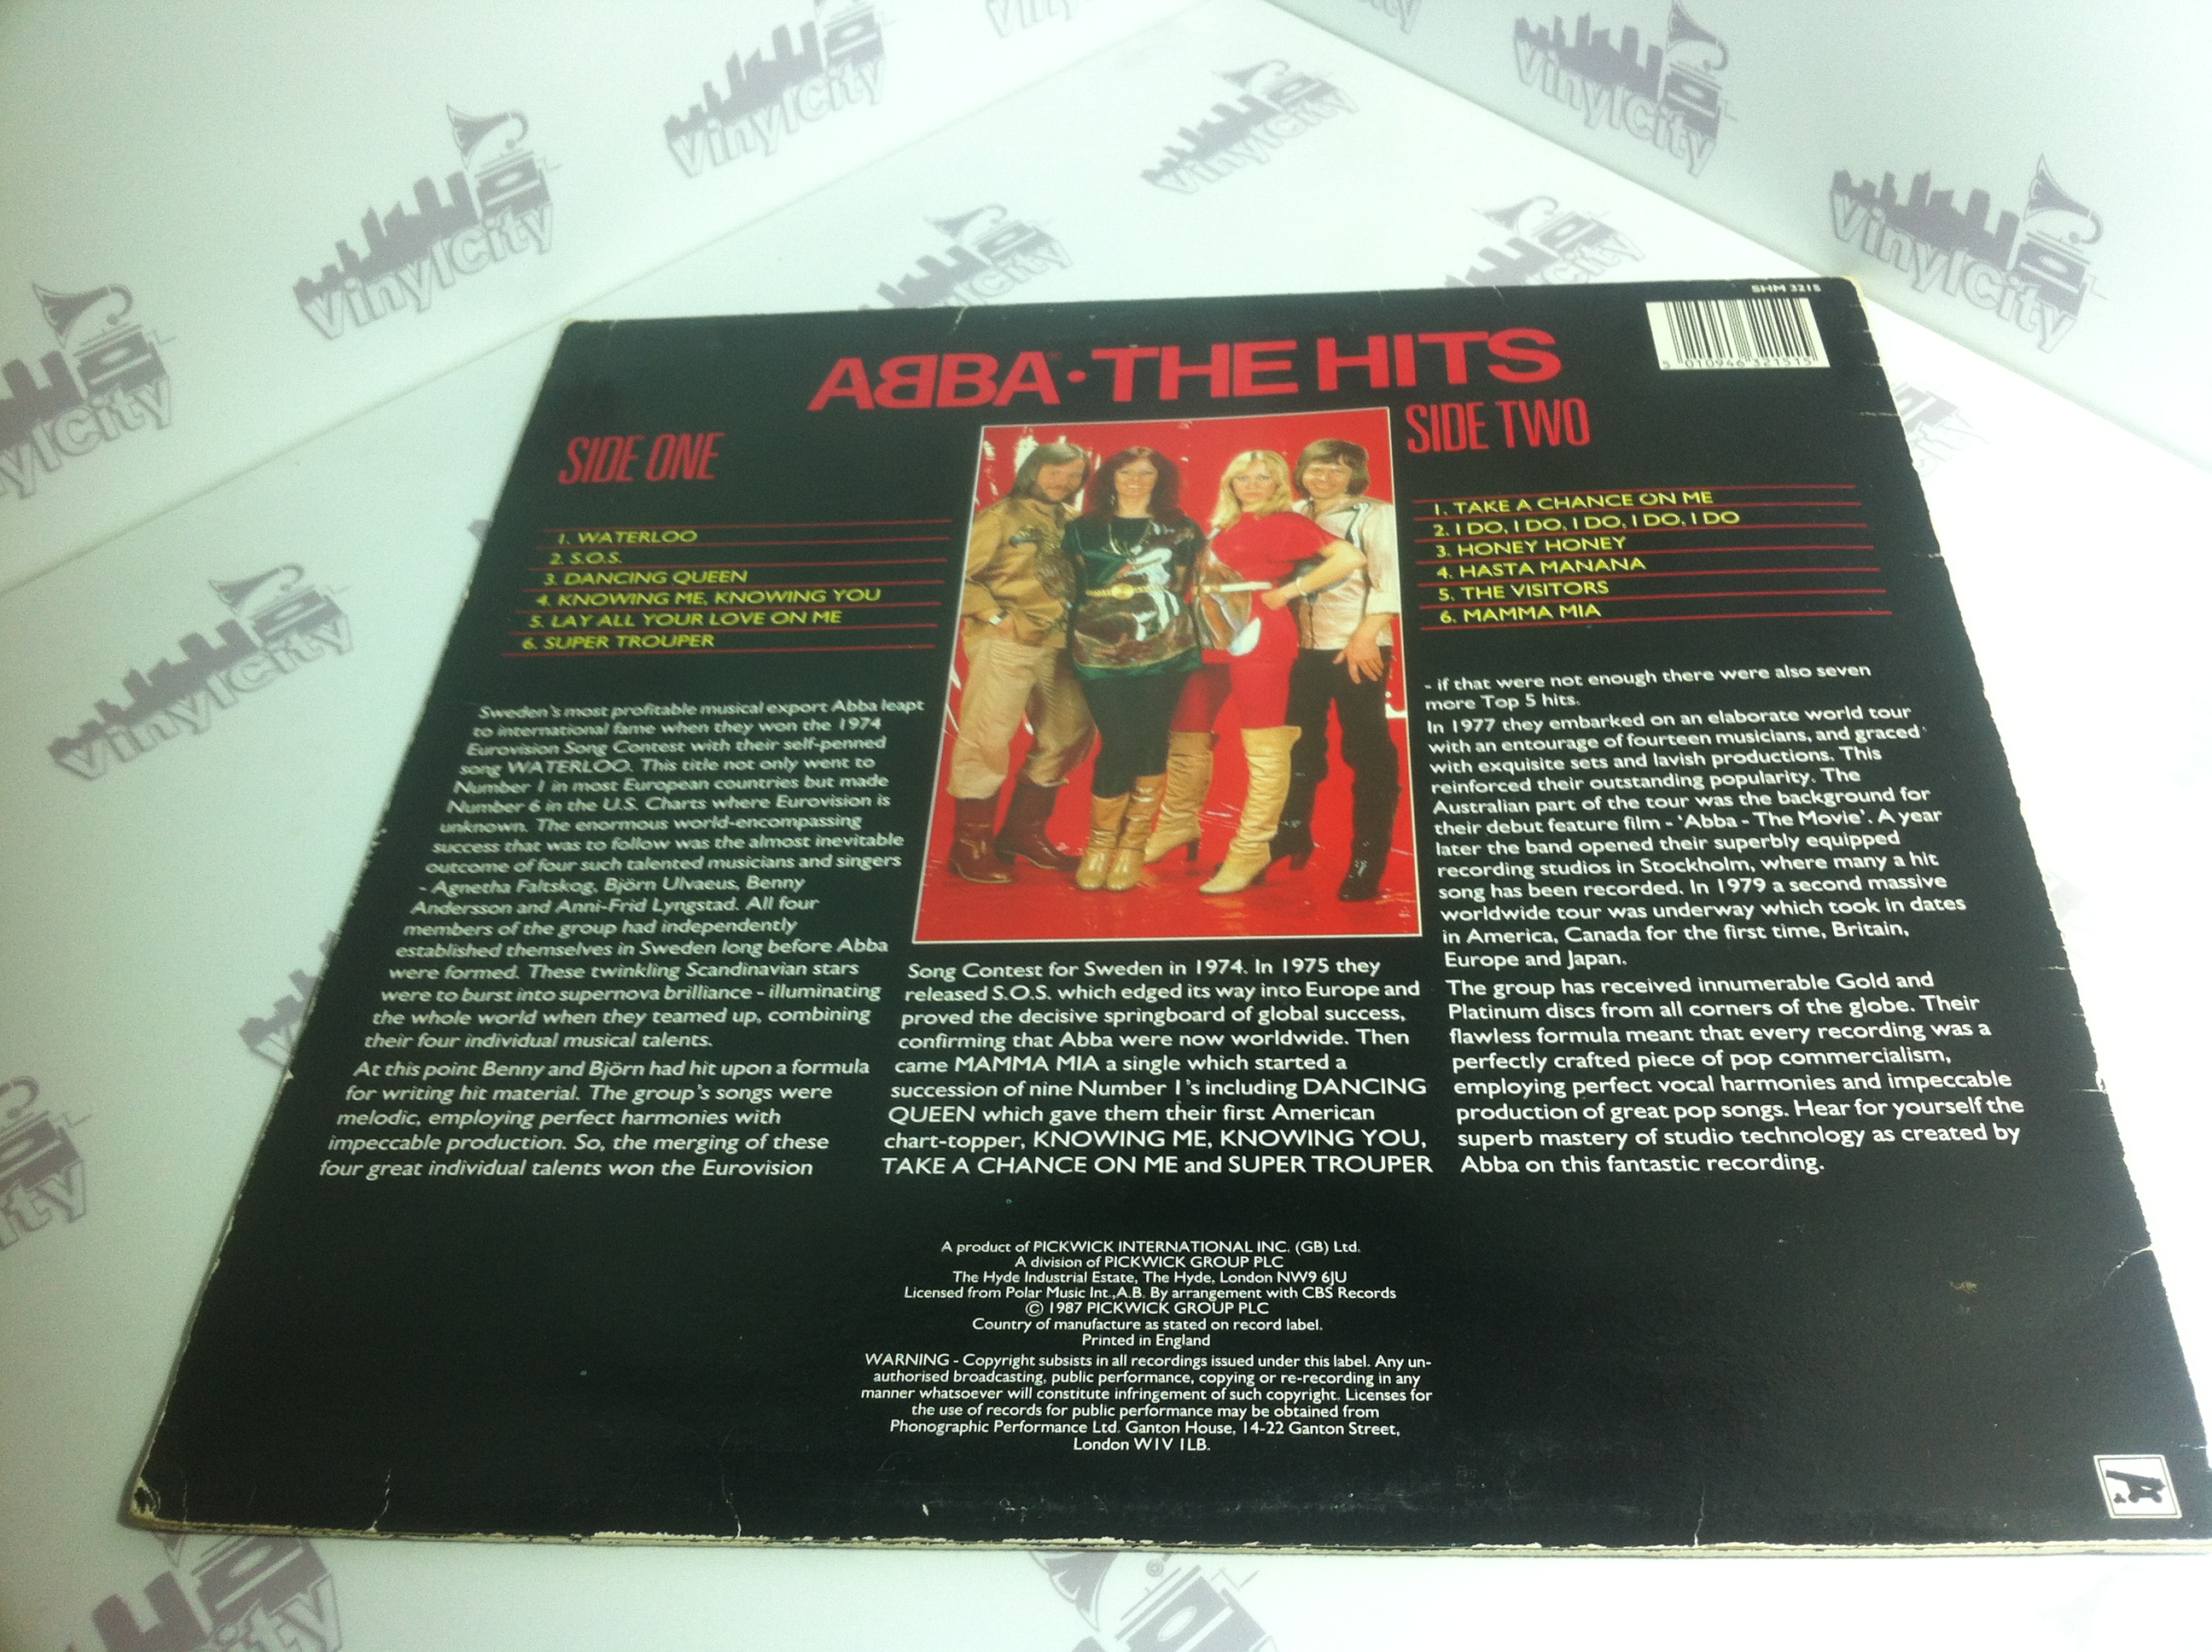 SHM 3215
5 010946 321515
ABBA® · THE HITS
SIDE ONE
1. WATERLOO
2. S.O.S.
3. DANCING QUEEN
4. KNOWING ME, KNOWING YOU
5. LAY ALL YOUR LOVE ON ME
6. SUPER TROUPER
SIDE TWO
1. TAKE A CHANCE ON ME
2. I DO, I DO, I DO, I DO, I DO
3. HONEY HONEY
4. HASTA MANANA
5. THE VISITORS
6. MAMMA MIA
Sweden's most profitable musical export Abba leapt
to international fame when they won the 1974
Eurovision Song Contest with their self-penned
song WATERLOO. This title not only went to
Number 1 in most European countries but made
Number 6 in the U.S. Charts where Eurovision is
unknown. The enormous world-encompassing
success that was to follow was the almost inevitable
outcome of four such talented musicians and singers
- Agnetha Faltskog, Björn Ulvaeus, Benny
Andersson and Anni-Frid Lyngstad. All four
members of the group had independently
established themselves in Sweden long before Abba
were formed. These twinkling Scandinavian stars
were to burst into supernova brilliance - illuminating
the whole world when they teamed up, combining
their four individual musical talents.
At this point Benny and Björn had hit upon a formula
for writing hit material. The group's songs were
melodic, employing perfect harmonies with
impeccable production. So, the merging of these
four great individual talents won the Eurovision
Song Contest for Sweden in 1974. In 1975 they
released S.O.S. which edged its way into Europe and
proved the decisive springboard of global success,
confirming that Abba were now worldwide. Then
came MAMMA MIA a single which started a
succession of nine Number 1's including DANCING
QUEEN which gave them their first American
chart-topper, KNOWING ME, KNOWING YOU,
TAKE A CHANCE ON ME and SUPER TROUPER
- if that were not enough there were also seven
more Top 5 hits.
In 1977 they embarked on an elaborate world tour
with an entourage of fourteen musicians, and graced
with exquisite sets and lavish productions. This
reinforced their outstanding popularity. The
Australian part of the tour was the background for
their debut feature film - 'Abba - The Movie'. A year
later the band opened their superbly equipped
recording studios in Stockholm, where many a hit
song has been recorded. In 1979 a second massive
worldwide tour was underway which took in dates
in America, Canada for the first time, Britain,
Europe and Japan.
The group has received innumerable Gold and
Platinum discs from all corners of the globe. Their
flawless formula meant that every recording was a
perfectly crafted piece of pop commercialism,
employing perfect vocal harmonies and impeccable
production of great pop songs. Hear for yourself the
superb mastery of studio technology as created by
Abba on this fantastic recording.
A product of PICKWICK INTERNATIONAL INC. (GB) Ltd.
A division of PICKWICK GROUP PLC
The Hyde Industrial Estate, The Hyde, London NW9 6JU
Licensed from Polar Music Int.,A.B. By arrangement with CBS Records
© 1987 PICKWICK GROUP PLC
Country of manufacture as stated on record label.
Printed in England
WARNING - Copyright subsists in all recordings issued under this label. Any un-
authorised broadcasting, public performance, copying or re-recording in any
manner whatsoever will constitute infringement of such copyright. Licenses for
the use of records for public performance may be obtained from
Phonographic Performance Ltd. Ganton House, 14-22 Ganton Street,
London W1V 1LB.
VinylCity
VinylCity
VinylCity
VinylCity
VinylCity
VinylCity
VinylCity